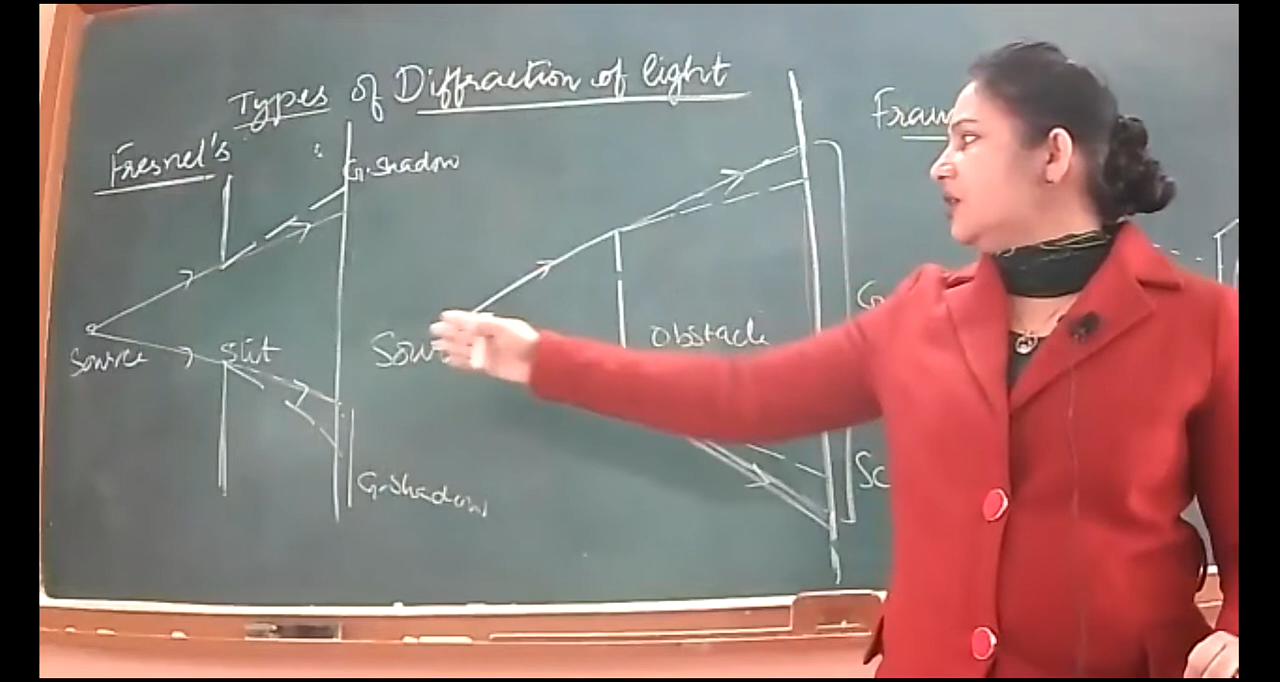 Types of Diffraction of light
Fresnel's
G.Shadow
Source
Slit
G.Shadow
Obstacle